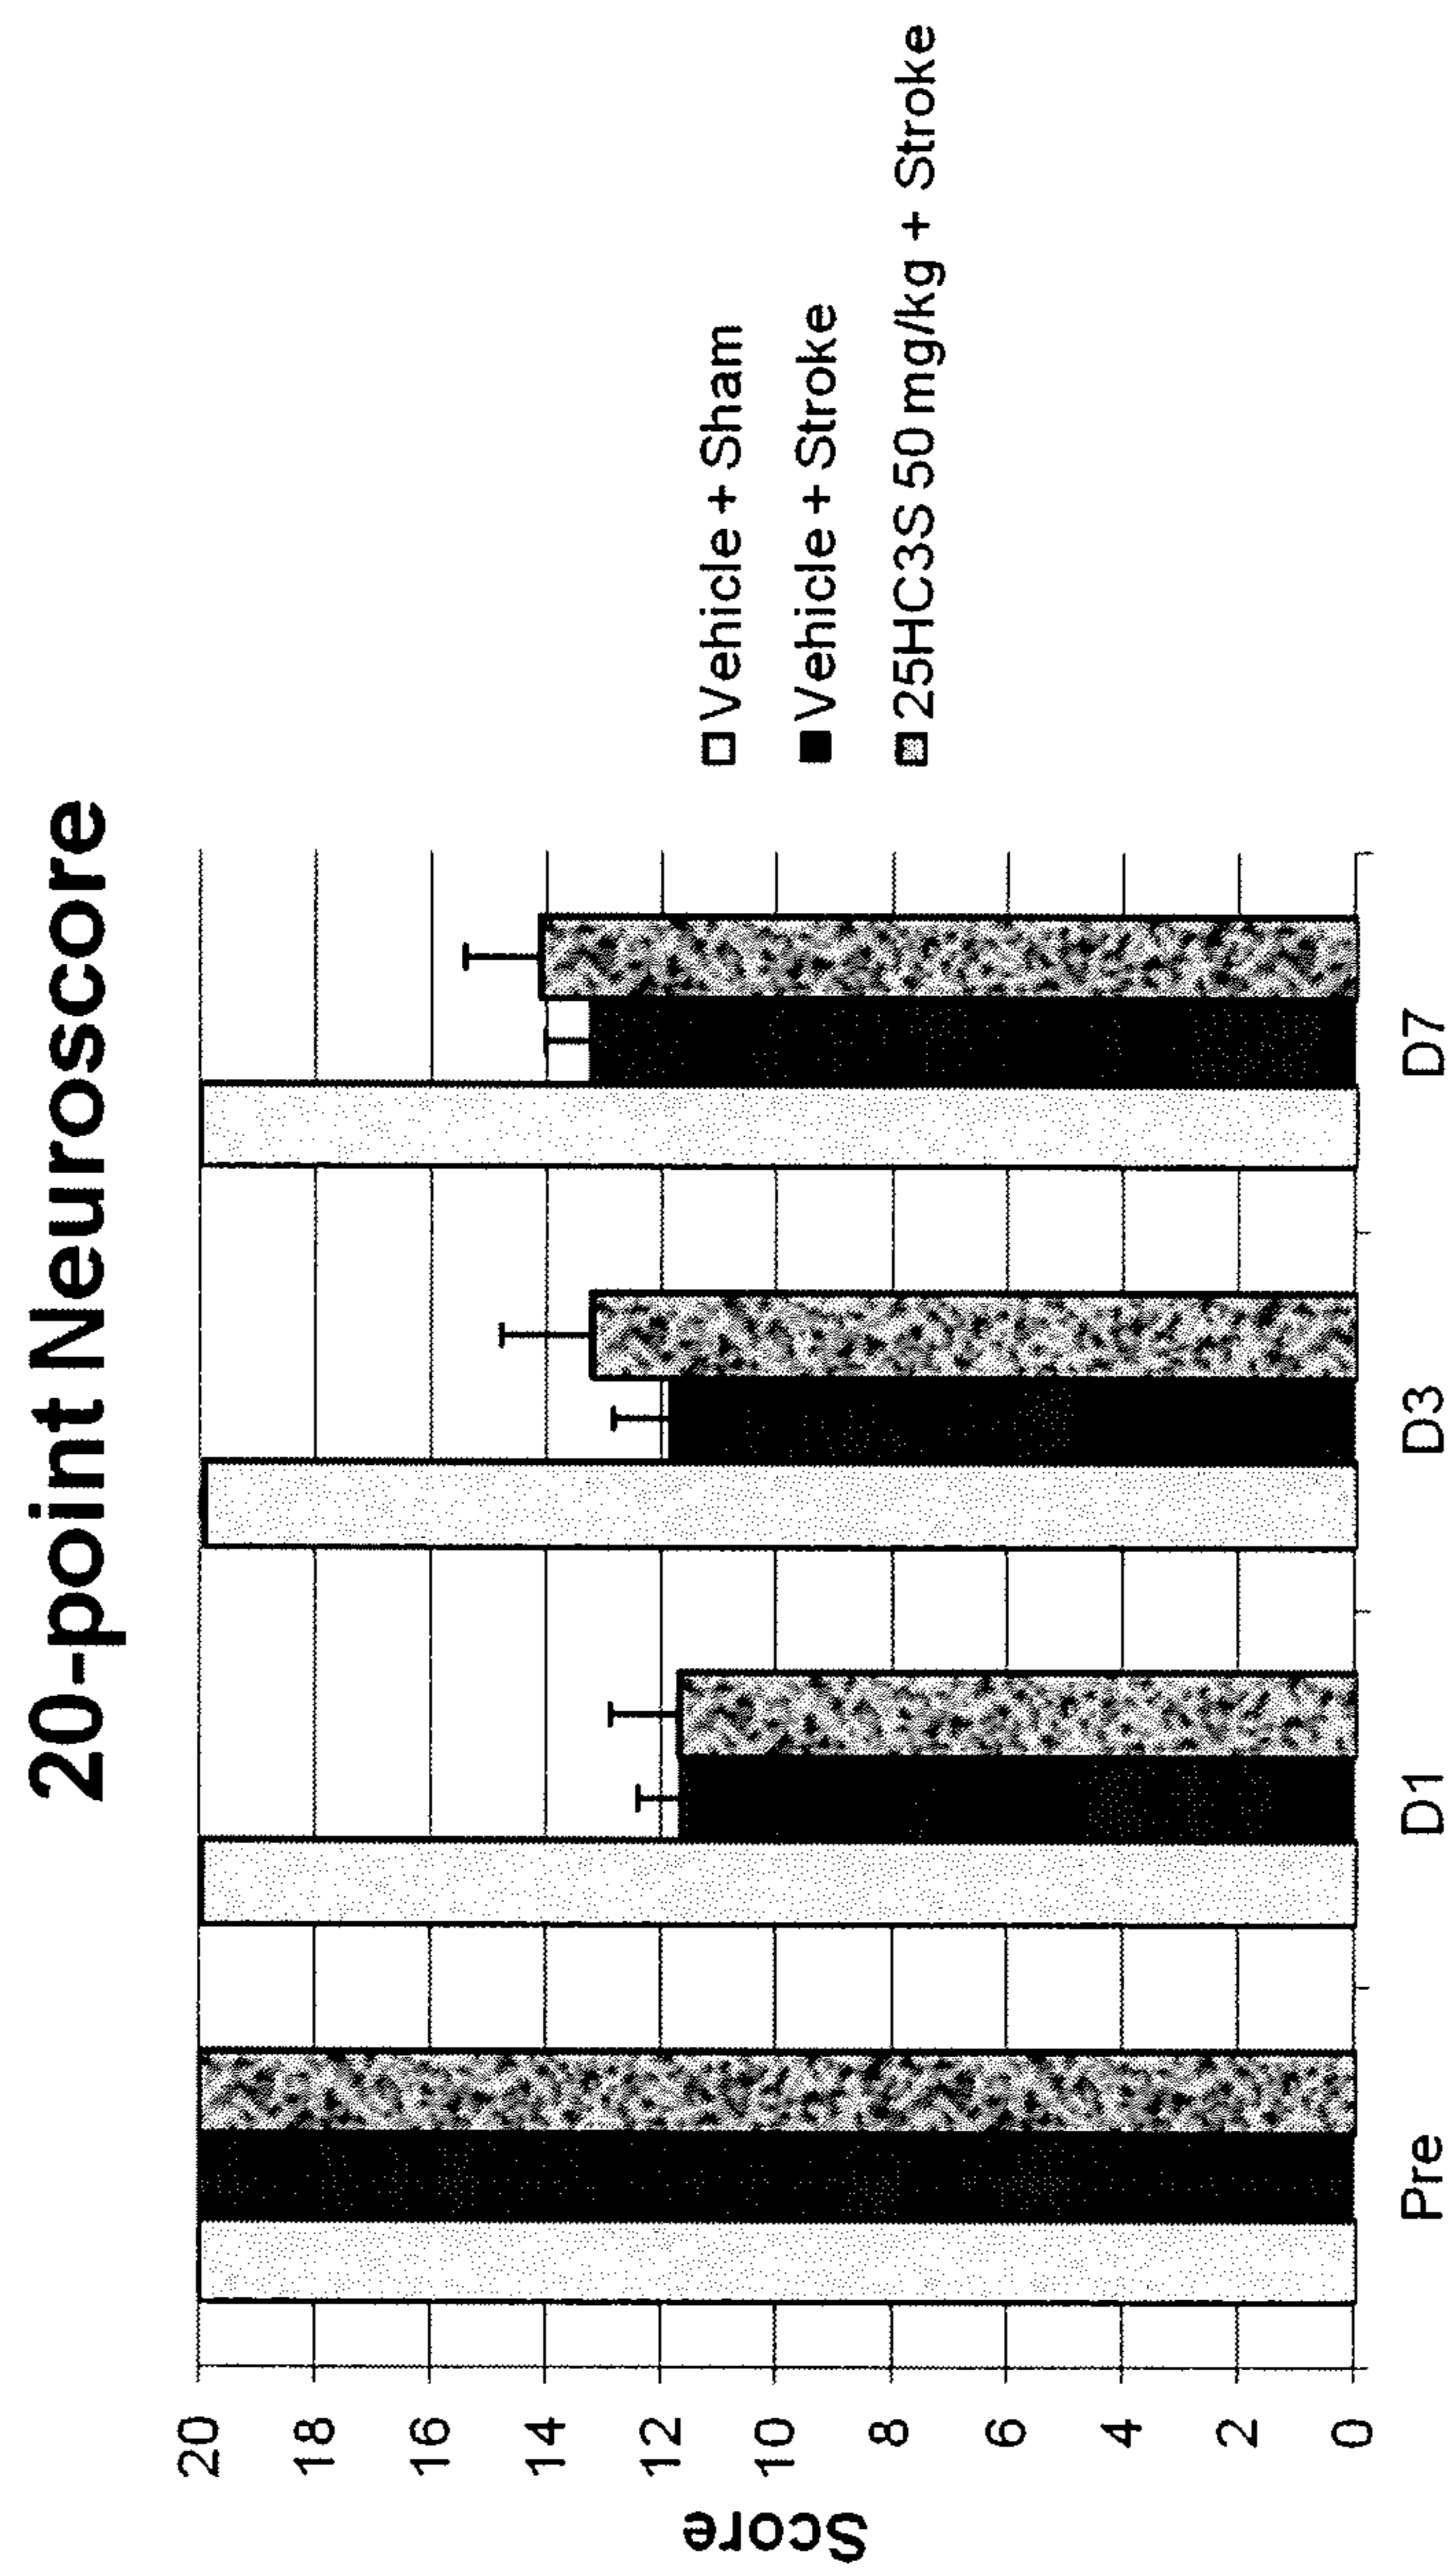 20-point Neuroscore
Score
20
18
16
14
12
10
8
6
4
2
0
Pre
D1
D3
D7
Vehicle + Sham
Vehicle + Stroke
25HC3S 50 mg/kg + Stroke